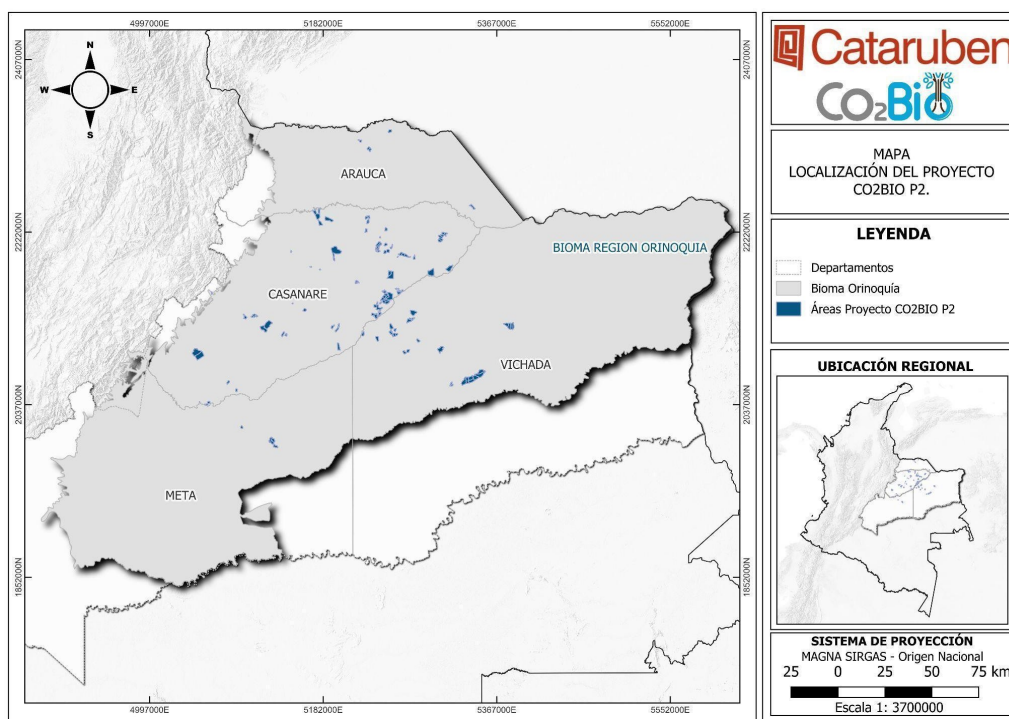 4997000E
5182000E
5367000E
5552000E
2407000N
2407000N
2222000N
2222000N
2037000N
2037000N
1852000N
1852000N
N
W
E
S
ARAUCA
BIOMA REGION ORINOQUIA
CASANARE
VICHADA
META
4997000E
5182000E
5367000E
5552000E
Cataruben
CO2Bio
MAPA
LOCALIZACIÓN DEL PROYECTO
CO2BIO P2.
LEYENDA
Departamentos
Bioma Orinoquía
Áreas Proyecto CO2BIO P2
UBICACIÓN REGIONAL
SISTEMA DE PROYECCIÓN
MAGNA SIRGAS - Origen Nacional
25 0 25 50 75 km
Escala 1: 3700000